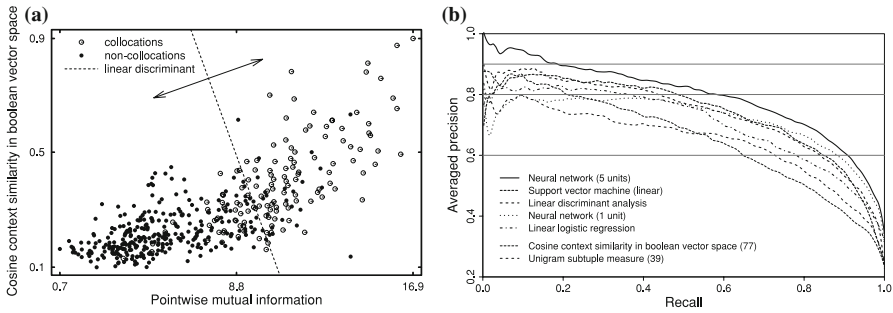 (a)
Cosine context similarity in boolean vector space
0.9
0.5
0.1
collocations
non-collocations
linear discriminant
0.7
8.8
16.9
Pointwise mutual information
(b)
Averaged precision
1.0
0.8
0.6
0.4
0.2
Neural network (5 units)
Support vector machine (linear)
Linear discriminant analysis
Neural network (1 unit)
Linear logistic regression
Cosine context similarity in boolean vector space (77)
Unigram subtuple measure (39)
0.0
0.2
0.4
0.6
0.8
1.0
Recall